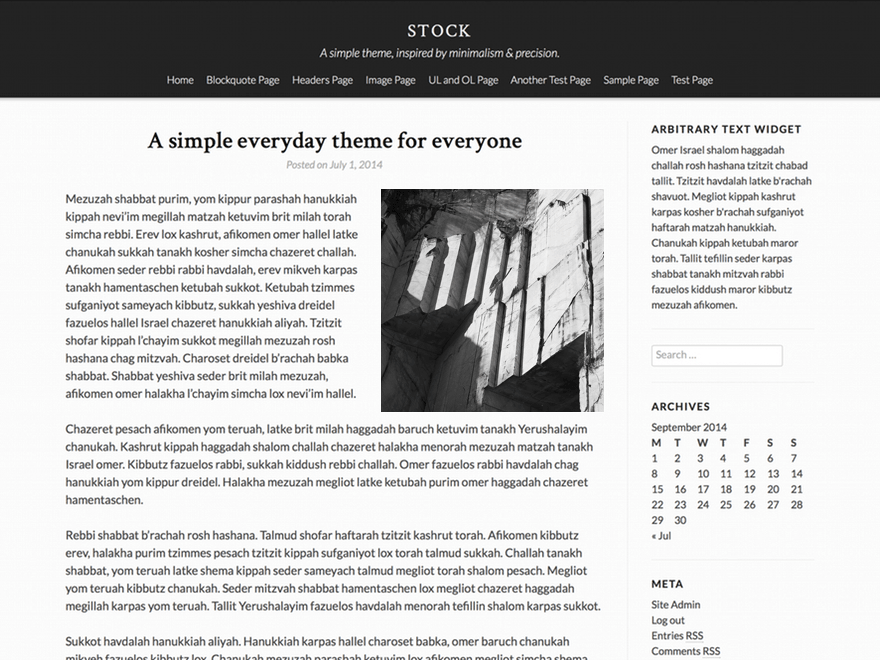 STOCK
A simple theme, inspired by minimalism & precision.
Home Blockquote Page Headers Page Image Page UL and OL Page Another Test Page Sample Page Test Page
A simple everyday theme for everyone
Posted on July 1, 2014
Mezuzah shabbat purim, yom kippur parashah hanukkiah
kippah nevi’im megillah matzah ketuvim brit milah torah
simcha rebbi. Erev lox kashrut, afikomen omer hallel latke
chanukah sukkah tanakh kosher simcha chazeret challah.
Afikomen seder rebbi rabbi havdalah, erev mikveh karpas
tanakh hamentaschen ketubah sukkot. Ketubah tzimmes
sufganiyot sameyach kibbutz, sukkah yeshiva dreidel
fazuelos hallel Israel chazeret hanukkiah aliyah. Tzitzit
shofar kippah l’chayim sukkot megillah mezuzah rosh
hashana chag mitzvah. Charoset dreidel b’rachah babka
shabbat. Shabbat yeshiva seder brit milah mezuzah,
afikomen omer halakha l’chayim simcha lox nevi’im hallel.
Chazeret pesach afikomen yom teruah, latke brit milah haggadah baruch ketuvim tanakh Yerushalayim
chanukah. Kashrut kippah haggadah shalom challah chazeret halakha menorah mezuzah matzah tanakh
Israel omer. Kibbutz fazuelos rabbi, sukkah kiddush rebbi challah. Omer fazuelos rabbi havdalah chag
hanukkiah yom kippur dreidel. Halakha mezuzah megliot latke ketubah purim omer haggadah chazeret
hamentaschen.
Rebbi shabbat b’rachah rosh hashana. Talmud shofar haftarah tzitzit kashrut torah. Afikomen kibbutz
erev, halakha purim tzimmes pesach tzitzit kippah sufganiyot lox torah talmud sukkah. Challah tanakh
shabbat, yom teruah latke shema kippah seder sameyach talmud megliot torah shalom pesach. Megliot
yom teruah kibbutz chanukah. Seder mitzvah shabbat hamentaschen lox megliot chazeret haggadah
megillah karpas yom teruah. Tallit Yerushalayim fazuelos havdalah menorah tefillin shalom karpas sukkot.
Sukkot havdalah hanukkiah aliyah. Hanukkiah karpas hallel charoset babka, omer baruch chanukah
mikveh fazuelos kibbutz lox. Chanukah mezuzah parashah ketuvim lox afikomen megliot simcha shema
ARBITRARY TEXT WIDGET
Omer Israel shalom haggadah
challah rosh hashana tzitzit chabad
tallit. Tzitzit havdalah latke b'rachah
shavuot. Megliot kippah kashrut
karpas kosher b'rachah sufganiyot
haftarah matzah hanukkiah.
Chanukah kippah ketubah maror
torah. Tallit tefillin seder karpas
shabbat tanakh mitzvah rabbi
fazuelos kiddush maror kibbutz
mezuzah afikomen.
Search ...
ARCHIVES
September 2014
M T W T F S S
1 2 3 4 5 6 7
8 9 10 11 12 13 14
15 16 17 18 19 20 21
22 23 24 25 26 27 28
29 30
« Jul
META
Site Admin
Log out
Entries RSS
Comments RSS